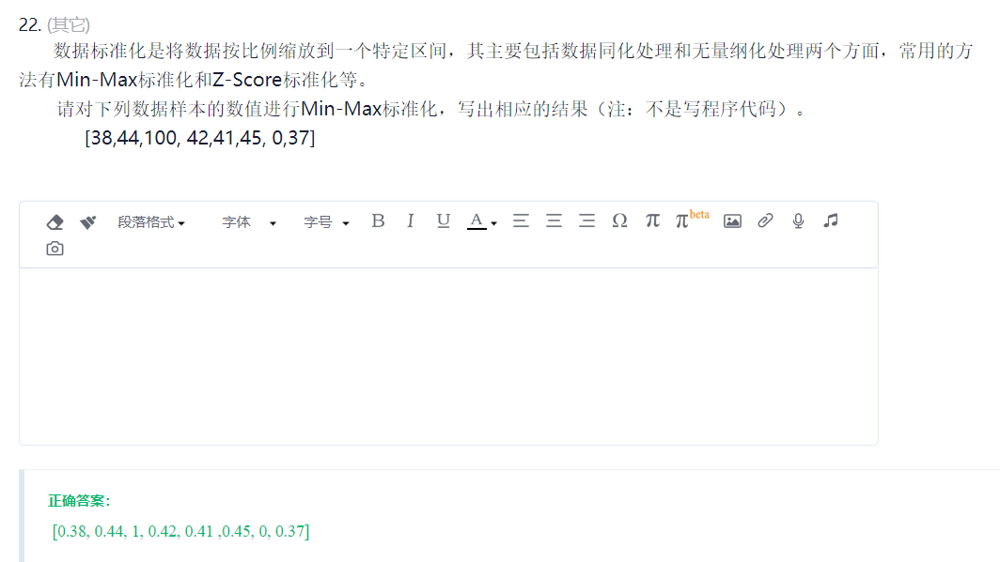 22. (其它)
数据标准化是将数据按比例缩放到一个特定区间，其主要包括数据同化处理和无量纲化处理两个方面，常用的方
法有Min-Max标准化和Z-Score标准化等。
请对下列数据样本的数值进行Min-Max标准化，写出相应的结果（注：不是写程序代码）。
[38,44,100, 42,41,45, 0,37]
段落格式 字体 字号 B I U A Ω π π beta
正确答案：
[0.38, 0.44, 1, 0.42, 0.41 ,0.45, 0, 0.37]